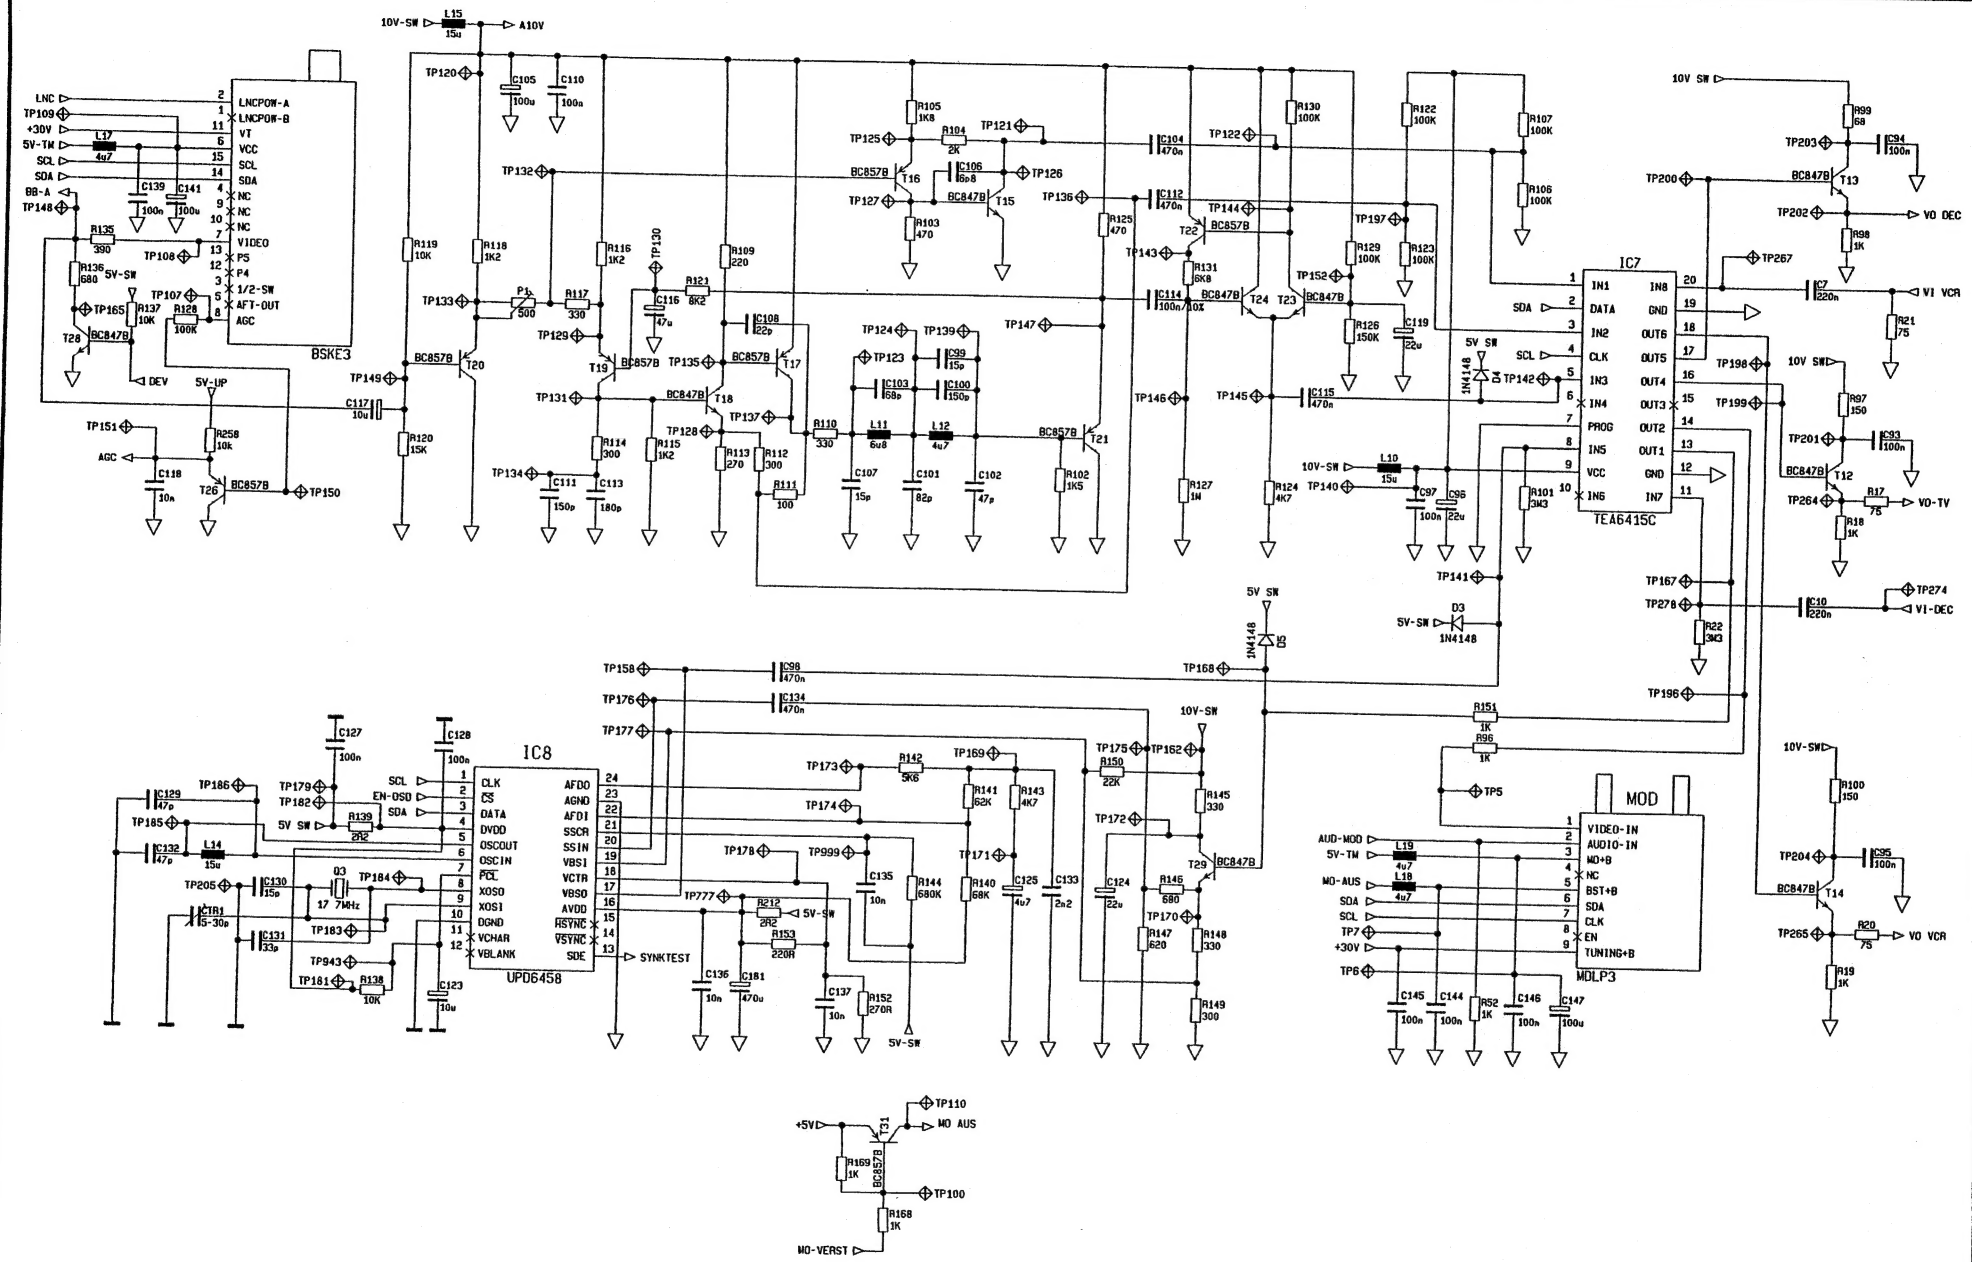 10V-SW
L15
15u
A10V
TP120
C105
100u
C110
100n
LNC
TP109
+30V
5V-TM
L17
4u7
SCL
SDA
BB-A
TP148
C139
100n
C141
100u
2 LNCPOW-A
1 LNCPOW-B
11 VT
6 VCC
15 SCL
14 SDA
4 NC
9 NC
10 NC
7 VIDEO
13 P5
12 P4
3 1/2-SW
5 AFT-OUT
8 AGC
BSKE3
R135
390
TP108
R136
680
5V-SW
TP107
TP165
R137
10K
R128
100K
T28
BC847B
DEV
5V-UP
TP151
R258
10k
AGC
C118
10n
T26
BC857B
TP150
R119
10K
R118
1K2
TP133
BC857B
T20
TP149
C117
10u
R120
15K
TP132
P1
500
R117
330
R116
1K2
TP130
R121
8K2
C116
47u
TP129
T19
BC857B
TP131
R114
300
R115
1K2
TP134
C111
150p
C113
180p
R109
220
C108
22p
TP135
BC857B
T17
BC847B
T18
TP137
TP128
R113
270
R112
300
R111
100
R110
330
TP123
C103
68p
TP124
TP139
C99
15p
C100
150p
L11
6u8
L12
4u7
C107
15p
C101
82p
C102
47p
R105
1K8
TP125
R104
2K
TP121
C106
6p8
TP126
BC857B
T16
TP127
BC847B
T15
R103
470
TP136
R125
470
TP147
BC857B
T21
R102
1K5
C104
470n
TP122
C112
470n
TP144
T22
BC857B
TP143
R131
6K8
C114
100n/10%
BC847B
T24
T23
BC847B
TP146
R127
1M
TP145
R124
4K7
C115
470n
R130
100K
R129
100K
TP152
R126
150K
C119
22u
R122
100K
TP197
R123
100K
R107
100K
R106
100K
5V SW
1N4148
D4
TP142
10V-SW
L10
15u
TP140
C97
100n
C96
22u
R101
3M3
IC7
SDA
SCL
1 IN1
2 DATA
3 IN2
4 CLK
5 IN3
6 IN4
7 PROG
8 IN5
9 VCC
10 IN6
IN8 20
GND 19
OUT6 18
OUT5 17
OUT4 16
OUT3 15
OUT2 14
OUT1 13
GND 12
IN7 11
TEA6415C
TP141
D3
5V-SW
1N4148
10V SW
R99
68
TP203
C94
100n
TP200
BC847B
T13
TP202
VO DEC
R98
1K
TP267
C7
220n
VI VCR
R21
75
TP198
10V SW
TP199
R97
150
TP201
C93
100n
BC847B
T12
TP264
R17
75
VO-TV
R18
1K
TP167
TP278
C10
220n
TP274
VI-DEC
R22
3M3
TP196
5V SW
1N4148
D5
TP168
TP158
C98
470n
TP176
C134
470n
TP177
R151
1K
R96
1K
TP5
C127
100n
C128
100n
IC8
SCL
EN-OSD
SDA
TP186
TP179
TP182
5V SW
R139
2R2
C129
47p
TP185
C132
47p
L14
15u
TP205
C130
15p
Q3
17 7MHz
TP184
CTR1
5-30p
C131
33p
TP183
TP943
TP181
R138
10K
C123
10u
1 CLK
2 CS
3 DATA
4 DVDD
5 OSCOUT
6 OSCIN
7 PCL
8 XOSO
9 XOSI
10 DGND
11 VCHAR
12 VBLANK
AFDO 24
AGND 23
AFDI 22
SSCR 21
SSIN 20
VBSI 19
VCTR 18
VBSO 17
AVDD 16
HSYNC 15
VSYNC 14
SDE 13
UPD6458
SYNKTEST
TP173
R142
5K6
TP169
TP174
R141
62K
R143
4K7
TP178
TP999
TP171
TP777
C135
10n
R144
680K
R140
68K
C125
4u7
C133
2n2
R212
2R2
5V-SW
R153
220R
C136
10n
C181
470u
C137
10n
R152
270R
5V-SW
10V-SW
TP175
TP162
R150
22K
R145
330
TP172
T29
BC847B
C124
22u
R146
680
TP170
R147
620
R148
330
R149
300
MOD
AUD-MOD
5V-TM
L19
4u7
MO-AUS
L18
4u7
SDA
SCL
TP7
+30V
TP6
1 VIDEO-IN
2 AUDIO-IN
3 MO+B
4 NC
5 BST+B
6 SDA
7 CLK
8 EN
9 TUNING+B
MDLP3
C145
100n
C144
100n
R52
1K
C146
100n
C147
100u
10V-SW
R100
150
TP204
C95
100n
BC847B
T14
TP265
R20
75
VO VCR
R19
1K
TP110
+5V
T31
MO AUS
R169
1K
BC857B
TP100
R168
1K
MO-VERST